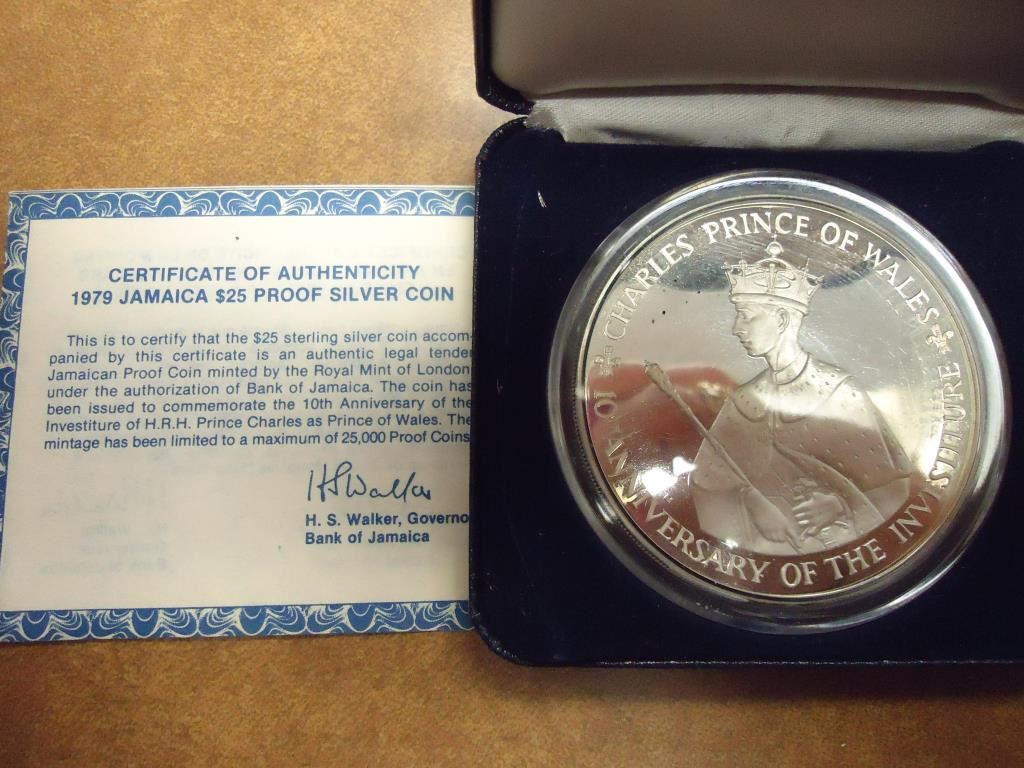 CERTIFICATE OF AUTHENTICITY
1979 JAMAICA $25 PROOF SILVER COIN
This is to certify that the $25 sterling silver coin accom-
panied by this certificate is an authentic legal tender
Jamaican Proof Coin minted by the Royal Mint of London
under the authorization of Bank of Jamaica. The coin has
been issued to commemorate the 10th Anniversary of the
Investiture of H.R.H. Prince Charles as Prince of Wales. The
mintage has been limited to a maximum of 25,000 Proof Coins
HSWalker
H. S. Walker, Governo
Bank of Jamaica
CHARLES PRINCE OF WALES
10 ANNIVERSARY OF THE INVESTITURE